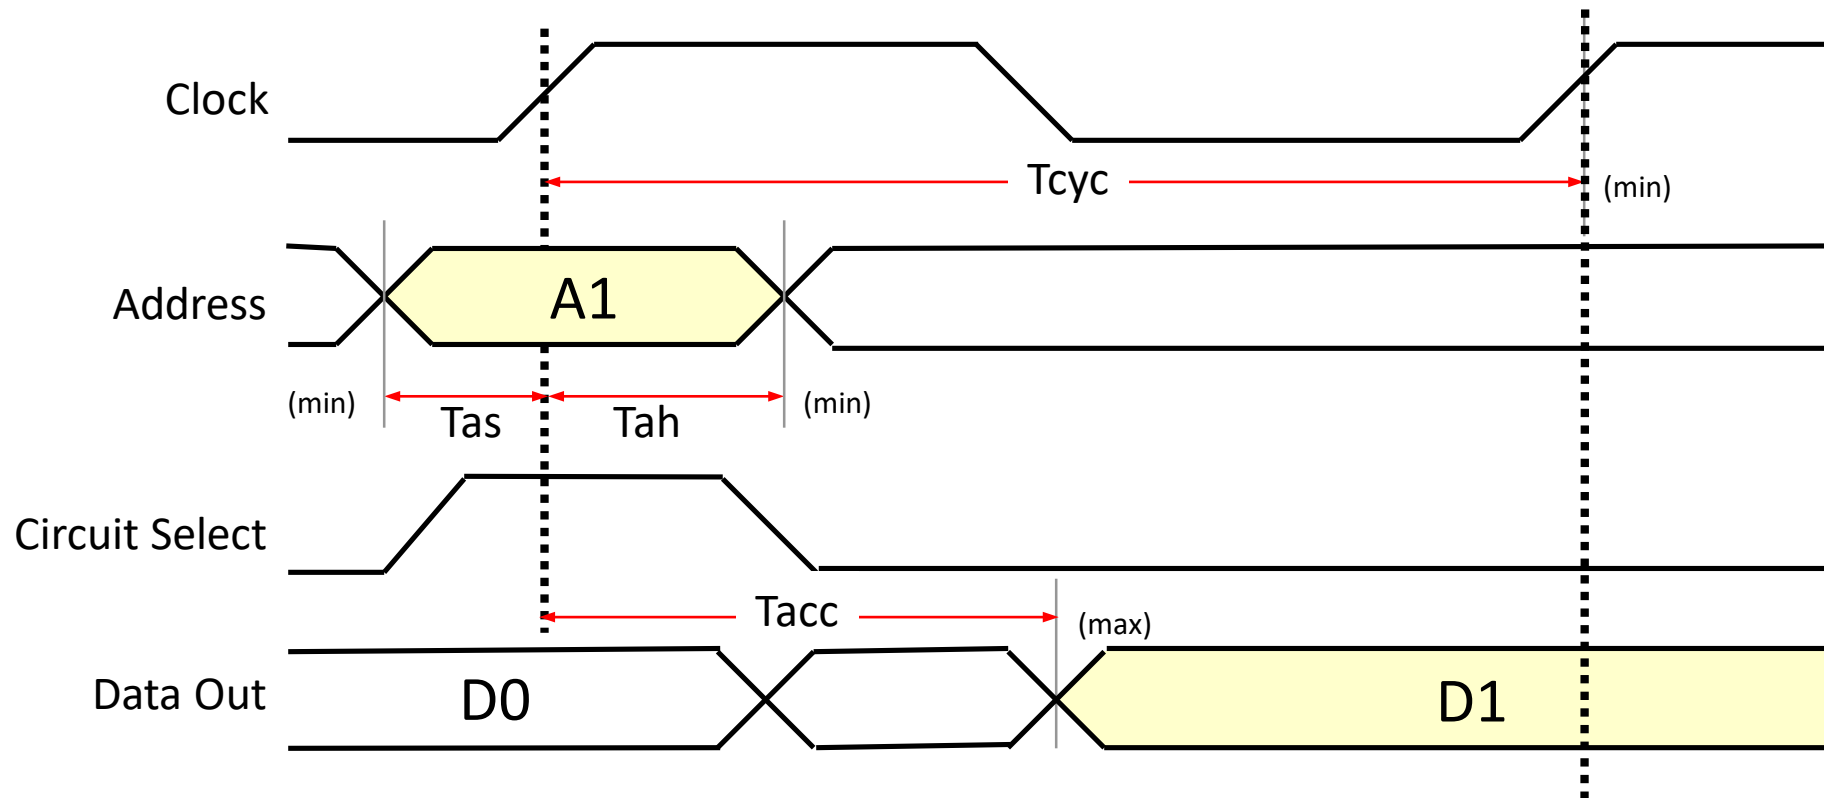 Clock
Tcyc
(min)
Address
A1
(min)
Tas
Tah
(min)
Circuit Select
Tacc
(max)
Data Out
D0
D1